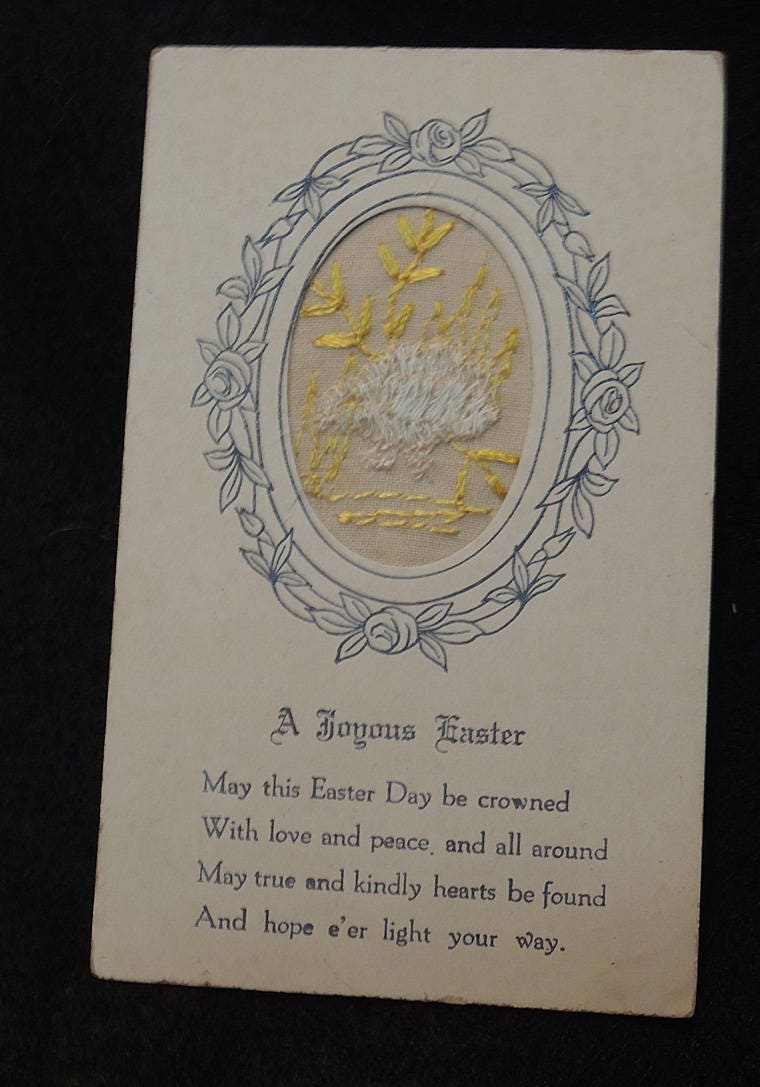 A Joyous Easter
May this Easter Day be crowned
With love and peace, and all around
May true and kindly hearts be found
And hope e'er light your way.